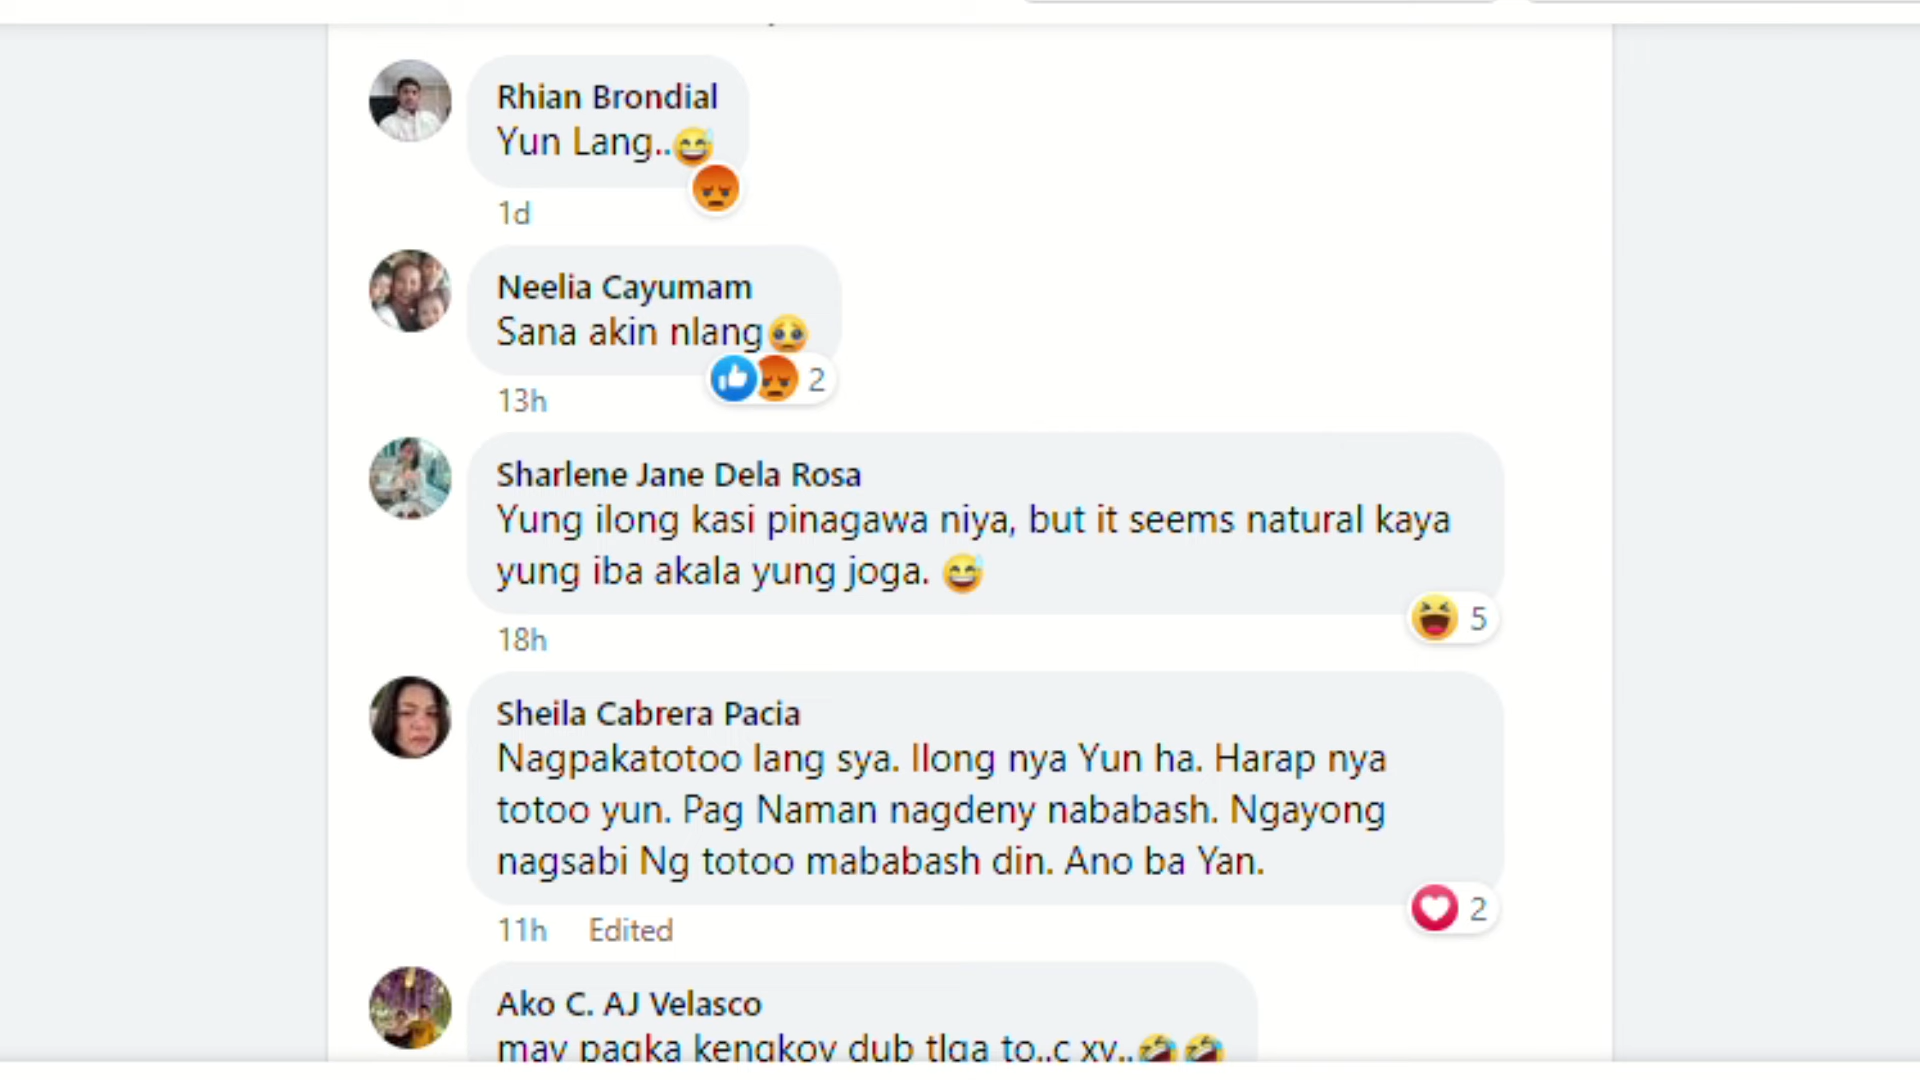 Rhian Brondial
Yun Lang..😅
1d
Neelia Cayumam
Sana akin nlang🥺
2
13h
Sharlene Jane Dela Rosa
Yung ilong kasi pinagawa niya, but it seems natural kaya
yung iba akala yung joga. 😅
5
18h
Sheila Cabrera Pacia
Nagpakatotoo lang sya. Ilong nya Yun ha. Harap nya
totoo yun. Pag Naman nagdeny nababash. Ngayong
nagsabi Ng totoo mababash din. Ano ba Yan.
2
11h Edited
Ako C. AJ Velasco
may pagka kengkoy dub tlga to..c xy..🤣🤣